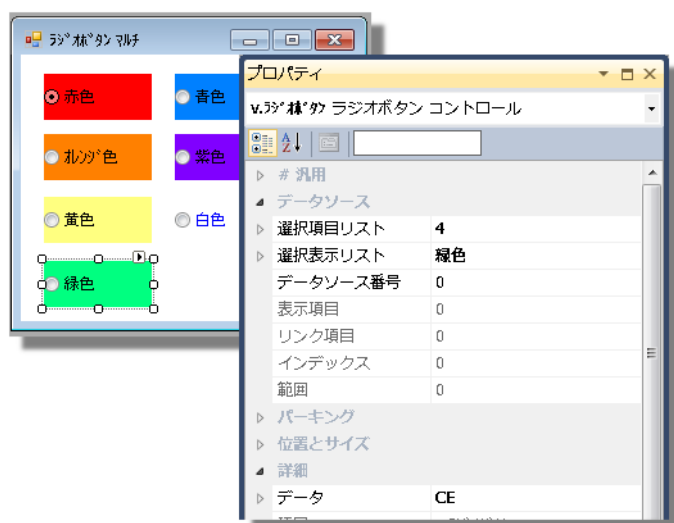 ﾗｼﾞｵﾎﾞﾀﾝ ﾏﾙﾁ
赤色
青色
ｵﾚﾝｼﾞ色
紫色
黄色
白色
緑色
プロパティ
v.ﾗｼﾞｵﾎﾞﾀﾝ ラジオボタン コントロール
# 汎用
データソース
選択項目リスト 4
選択表示リスト 緑色
データソース番号 0
表示項目 0
リンク項目 0
インデックス 0
範囲 0
パーキング
位置とサイズ
詳細
データ CE